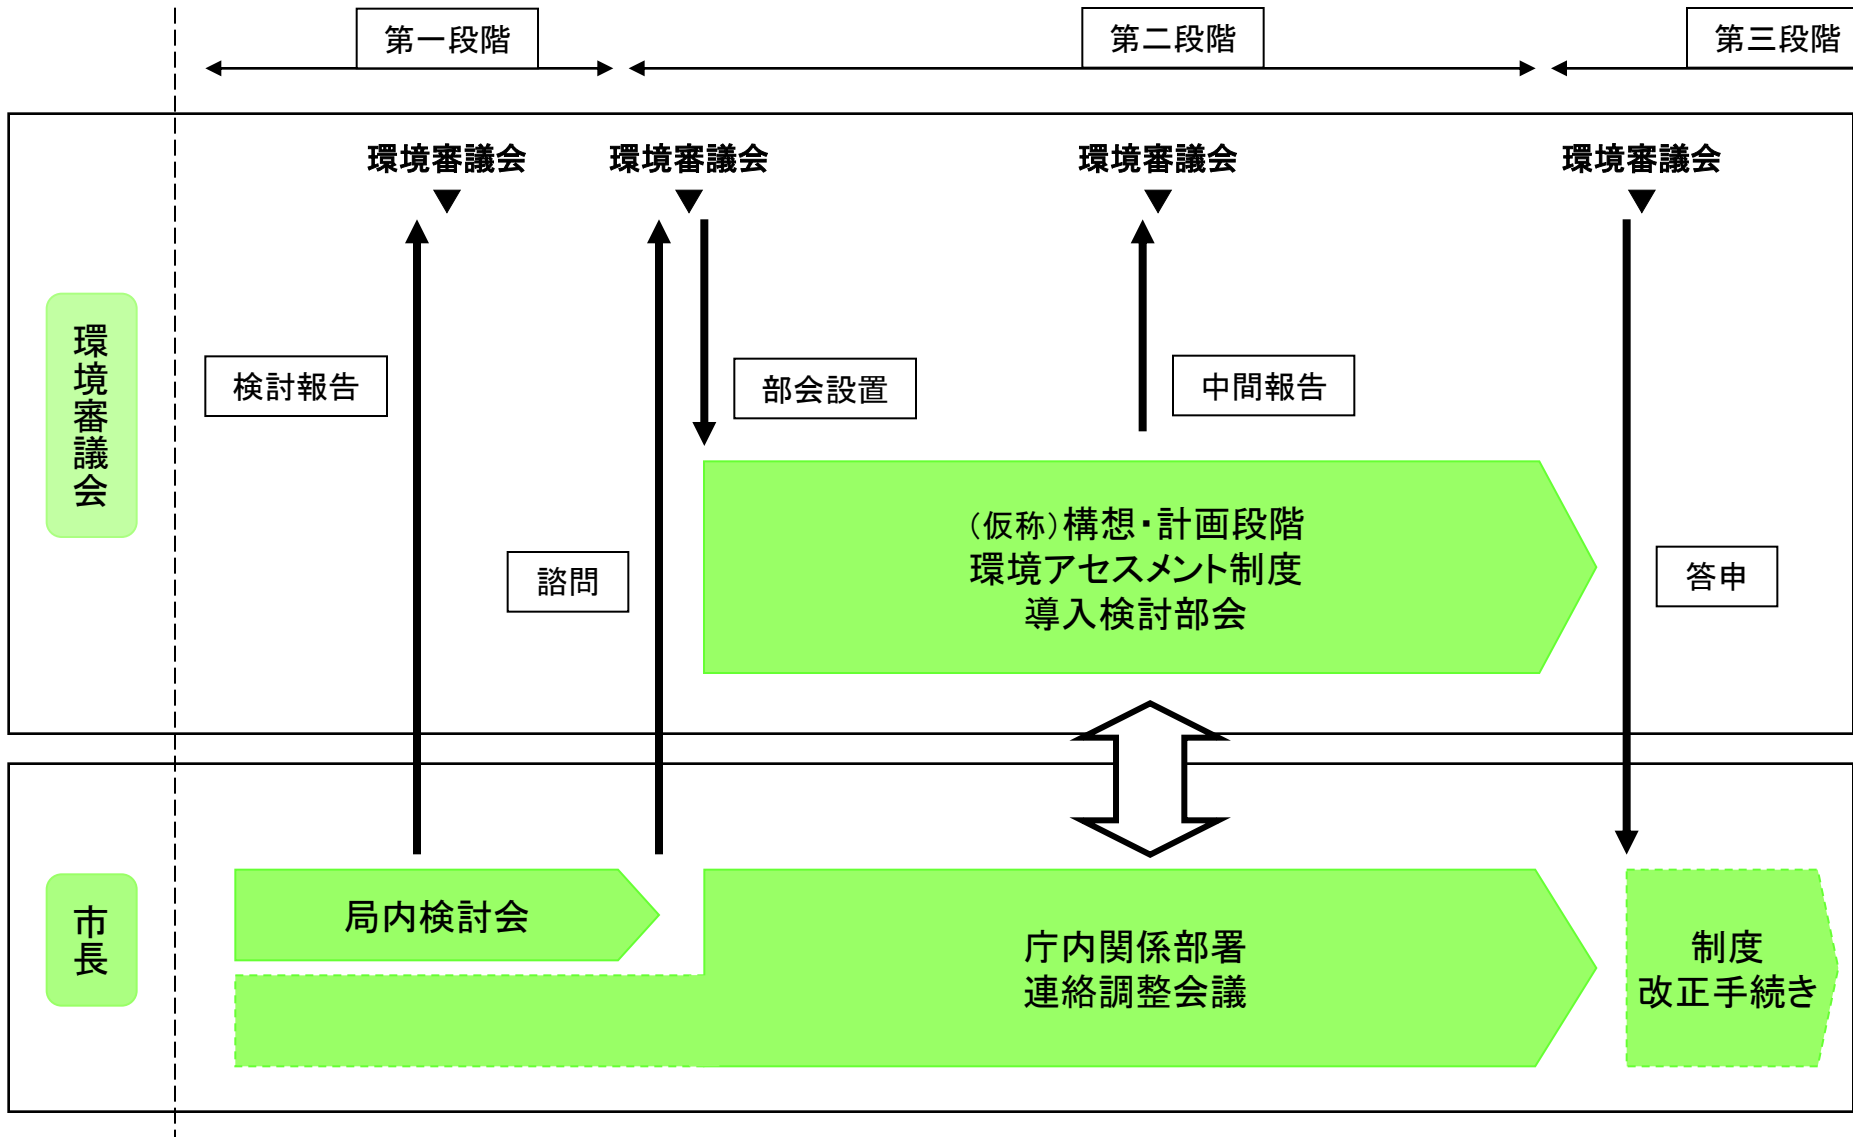 第一段階
第二段階
第三段階
環境審議会
環境審議会
環境審議会
環境審議会
環境審議会
検討報告
部会設置
中間報告
(仮称)構想・計画段階
環境アセスメント制度
導入検討部会
諮問
答申
市長
局内検討会
庁内関係部署
連絡調整会議
制度
改正手続き